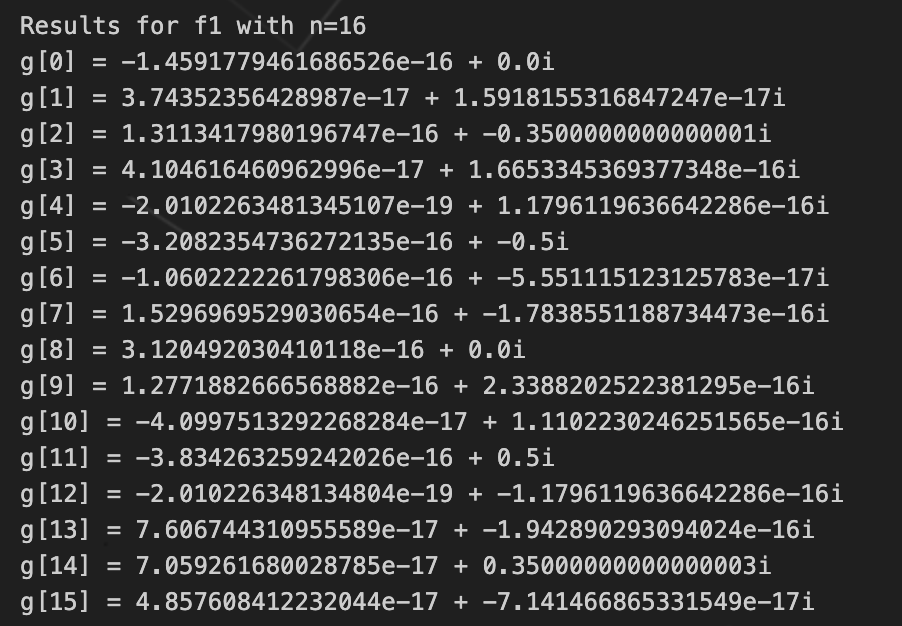 Results for f1 with n=16
g[0] = -1.4591779461686526e-16 + 0.0i
g[1] = 3.74352356428987e-17 + 1.5918155316847247e-17i
g[2] = 1.3113417980196747e-16 + -0.3500000000000001i
g[3] = 4.104616460962996e-17 + 1.6653345369377348e-16i
g[4] = -2.0102263481345107e-19 + 1.1796119636642286e-16i
g[5] = -3.2082354736272135e-16 + -0.5i
g[6] = -1.0602222261798306e-16 + -5.551115123125783e-17i
g[7] = 1.5296969529030654e-16 + -1.7838551188734473e-16i
g[8] = 3.120492030410118e-16 + 0.0i
g[9] = 1.2771882666568882e-16 + 2.3388202522381295e-16i
g[10] = -4.0997513292268284e-17 + 1.1102230246251565e-16i
g[11] = -3.834263259242026e-16 + 0.5i
g[12] = -2.010226348134804e-19 + -1.1796119636642286e-16i
g[13] = 7.606744310955589e-17 + -1.942890293094024e-16i
g[14] = 7.059261680028785e-17 + 0.35000000000000003i
g[15] = 4.857608412232044e-17 + -7.141466865331549e-17i